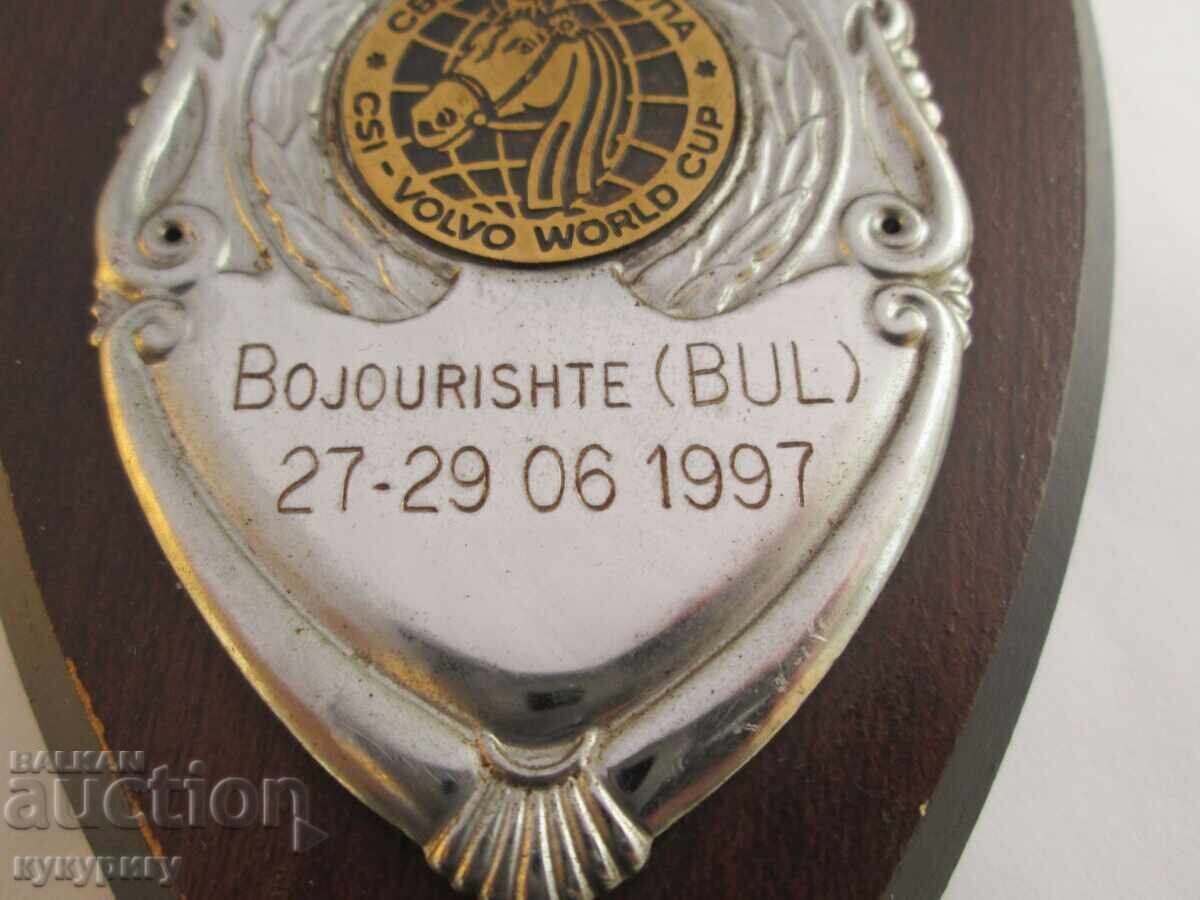 CSI - VOLVO WORLD CUP
BOJOURISHTE (BUL)
27-29 06 1997
BALKAN
auction
кукуригу